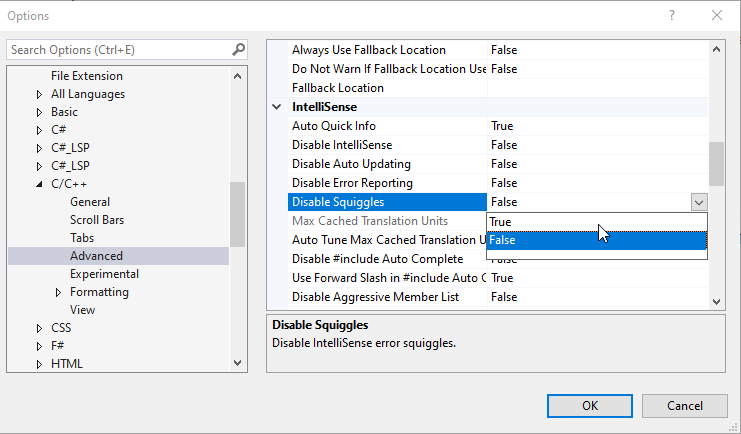 Options
Search Options (Ctrl+E)
File Extension
All Languages
Basic
C#
C#_LSP
C#_LSP
C/C++
General
Scroll Bars
Tabs
Advanced
Experimental
Formatting
View
CSS
F#
HTML
Always Use Fallback Location False
Do Not Warn If Fallback Location Use False
Fallback Location
IntelliSense
Auto Quick Info True
Disable IntelliSense False
Disable Auto Updating False
Disable Error Reporting False
Disable Squiggles False
Max Cached Translation Units
True
Auto Tune Max Cached Translation U
False
Disable #include Auto Complete False
Use Forward Slash in #include Auto C True
Disable Aggressive Member List False
Disable Squiggles
Disable IntelliSense error squiggles.
OK Cancel